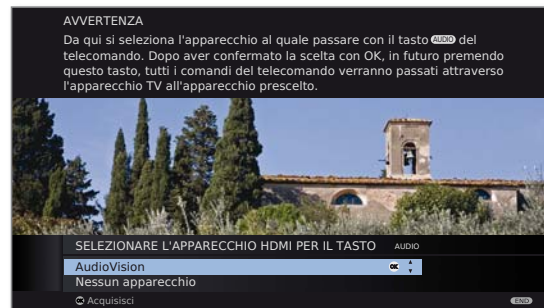 AVVERTENZA
Da qui si seleziona l'apparecchio al quale passare con il tasto AUDIO del
telecomando. Dopo aver confermato la scelta con OK, in futuro premendo
questo tasto, tutti i comandi del telecomando verranno passati attraverso
l'apparecchio TV all'apparecchio prescelto.
SELEZIONARE L'APPARECCHIO HDMI PER IL TASTO AUDIO
AudioVision OK
Nessun apparecchio
OK Acquisisci END